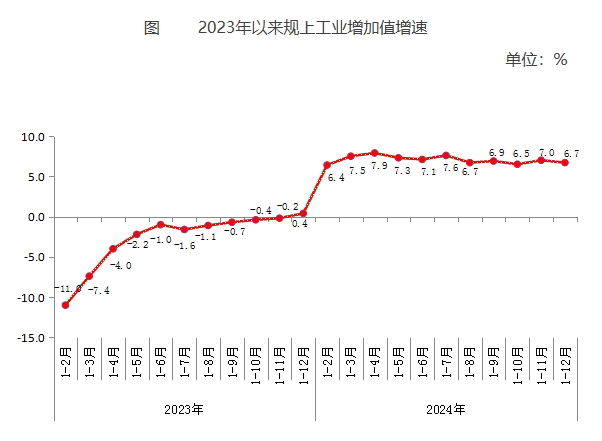 图 2023年以来规上工业增加值增速
单位：%
10.0
5.0
0.0
-5.0
-10.0
-15.0
-11.0
-7.4
-4.0
-2.2
-1.0
-1.6
-1.1
-0.7
-0.4
-0.2
0.4
6.4
7.5
7.9
7.3
7.1
7.6
6.7
6.9
6.5
7.0
6.7
1-2月
1-3月
1-4月
1-5月
1-6月
1-7月
1-8月
1-9月
1-10月
1-11月
1-12月
1-2月
1-3月
1-4月
1-5月
1-6月
1-7月
1-8月
1-9月
1-10月
1-11月
1-12月
2023年
2024年